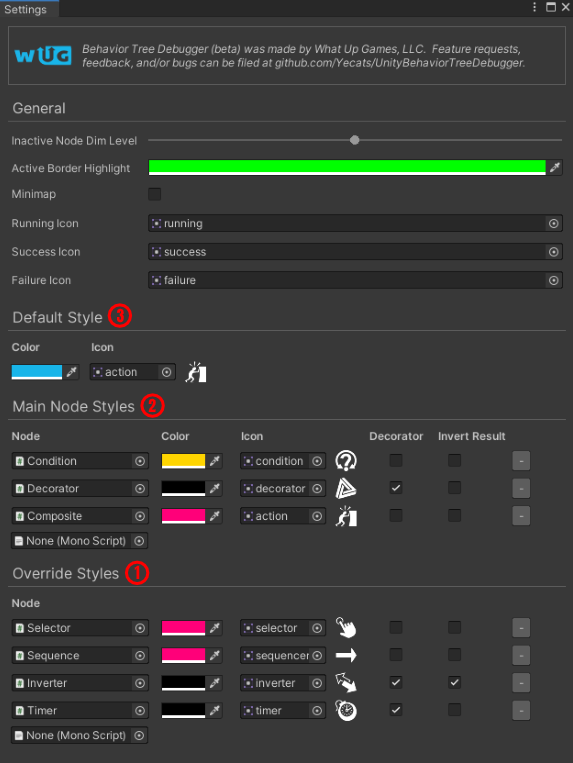 Settings
WUG
Behavior Tree Debugger (beta) was made by What Up Games, LLC. Feature requests,
feedback, and/or bugs can be filed at github.com/Yecats/UnityBehaviorTreeDebugger.
General
Inactive Node Dim Level
Active Border Highlight
Minimap
Running Icon running
Success Icon success
Failure Icon failure
Default Style 3
Color Icon
action
Main Node Styles 2
Node Color Icon Decorator Invert Result
# Condition condition -
# Decorator decorator -
# Composite action -
None (Mono Script)
Override Styles 1
Node
# Selector selector -
# Sequence sequencer -
# Inverter inverter -
# Timer timer -
None (Mono Script)